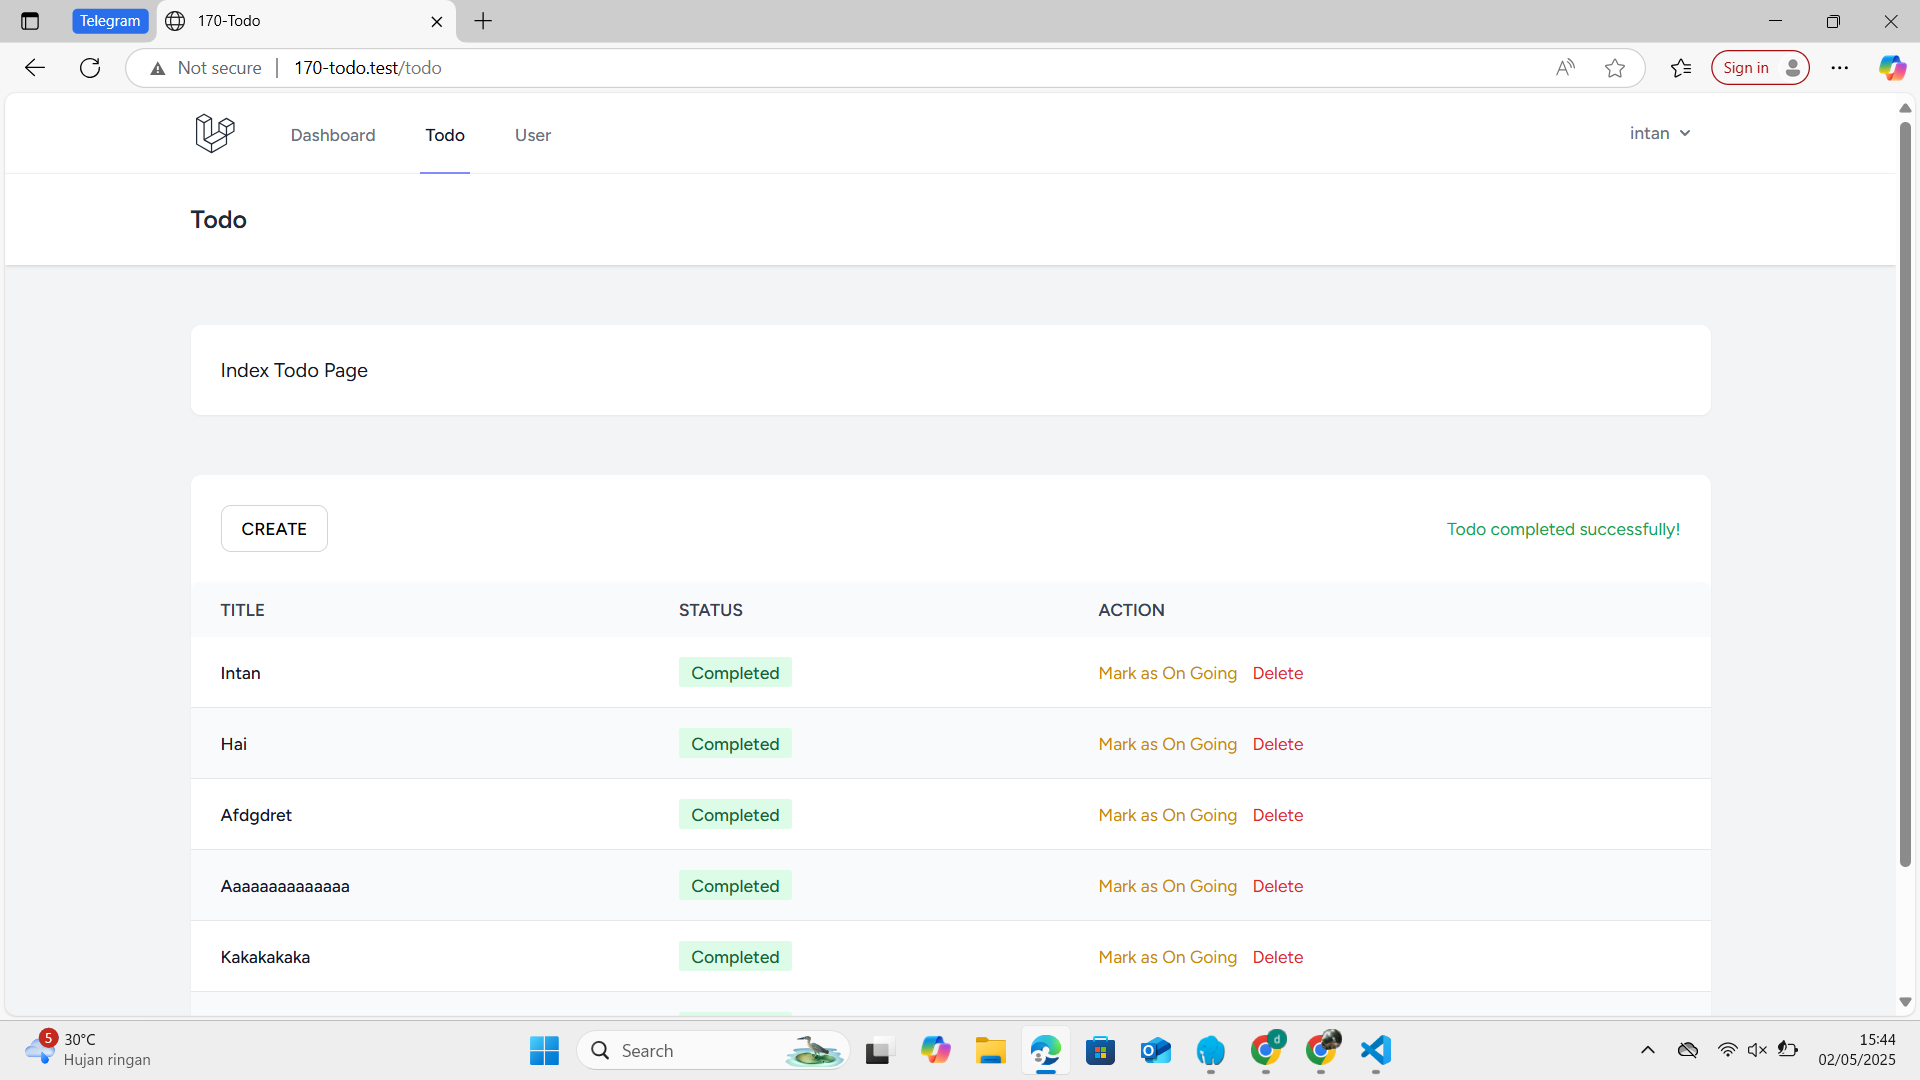 Telegram
170-Todo
Not secure
170-todo.test/todo
Sign in
Dashboard
Todo
User
intan
Todo
Index Todo Page
CREATE
Todo completed successfully!
TITLE STATUS ACTION
Intan Completed Mark as On Going Delete
Hai Completed Mark as On Going Delete
Afdgdret Completed Mark as On Going Delete
Aaaaaaaaaaaaaa Completed Mark as On Going Delete
Kakakakaka Completed Mark as On Going Delete
5
30°C
Hujan ringan
Search
d
15:44
02/05/2025